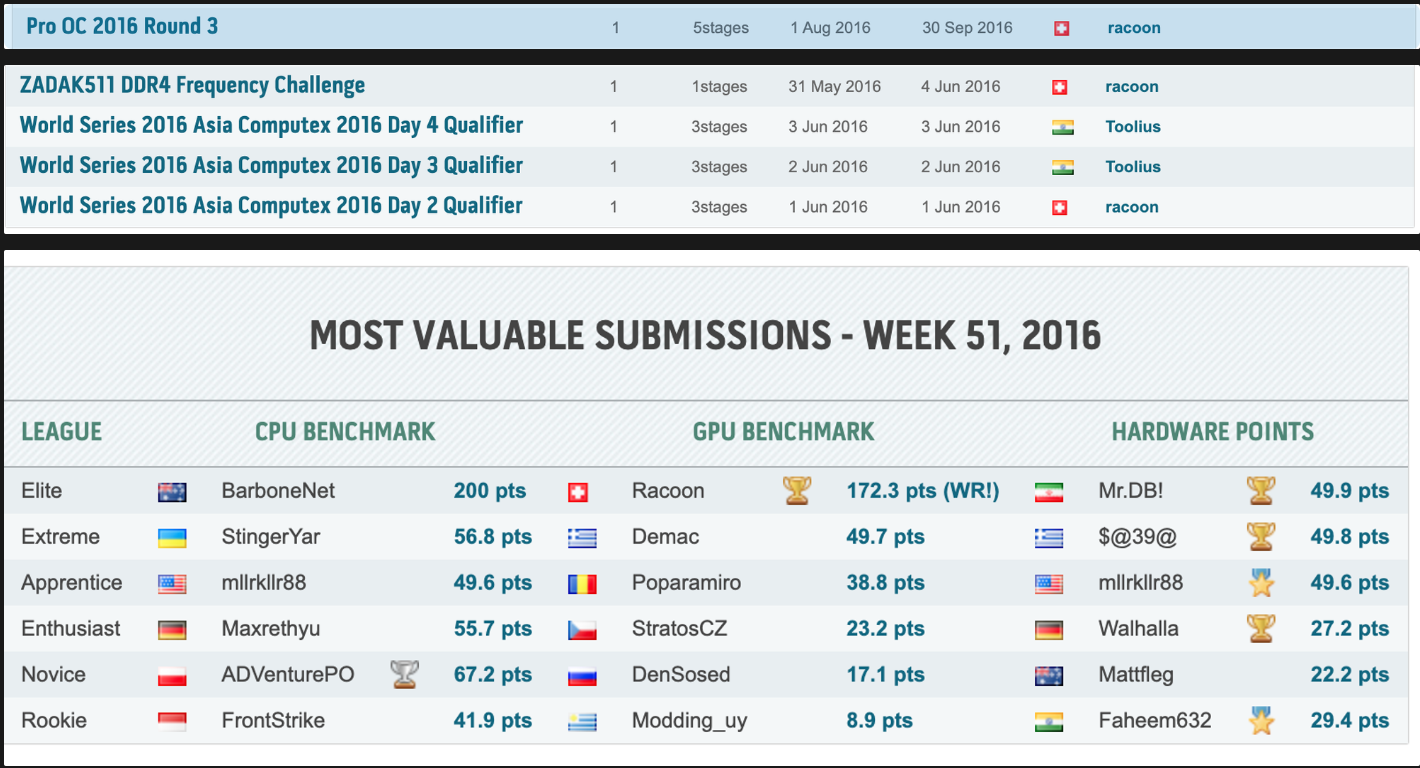 Pro OC 2016 Round 3 1 5stages 1 Aug 2016 30 Sep 2016 racoon
ZADAK511 DDR4 Frequency Challenge 1 1stages 31 May 2016 4 Jun 2016 racoon
World Series 2016 Asia Computex 2016 Day 4 Qualifier 1 3stages 3 Jun 2016 3 Jun 2016 Toolius
World Series 2016 Asia Computex 2016 Day 3 Qualifier 1 3stages 2 Jun 2016 2 Jun 2016 Toolius
World Series 2016 Asia Computex 2016 Day 2 Qualifier 1 3stages 1 Jun 2016 1 Jun 2016 racoon
MOST VALUABLE SUBMISSIONS - WEEK 51, 2016
LEAGUE CPU BENCHMARK GPU BENCHMARK HARDWARE POINTS
Elite BarboneNet 200 pts Racoon 172.3 pts (WR!) Mr.DB! 49.9 pts
Extreme StingerYar 56.8 pts Demac 49.7 pts $@39@ 49.8 pts
Apprentice mllrkllr88 49.6 pts Poparamiro 38.8 pts mllrkllr88 49.6 pts
Enthusiast Maxrethyu 55.7 pts StratosCZ 23.2 pts Walhalla 27.2 pts
Novice ADVenturePO 67.2 pts DenSosed 17.1 pts Mattfleg 22.2 pts
Rookie FrontStrike 41.9 pts Modding_uy 8.9 pts Faheem632 29.4 pts